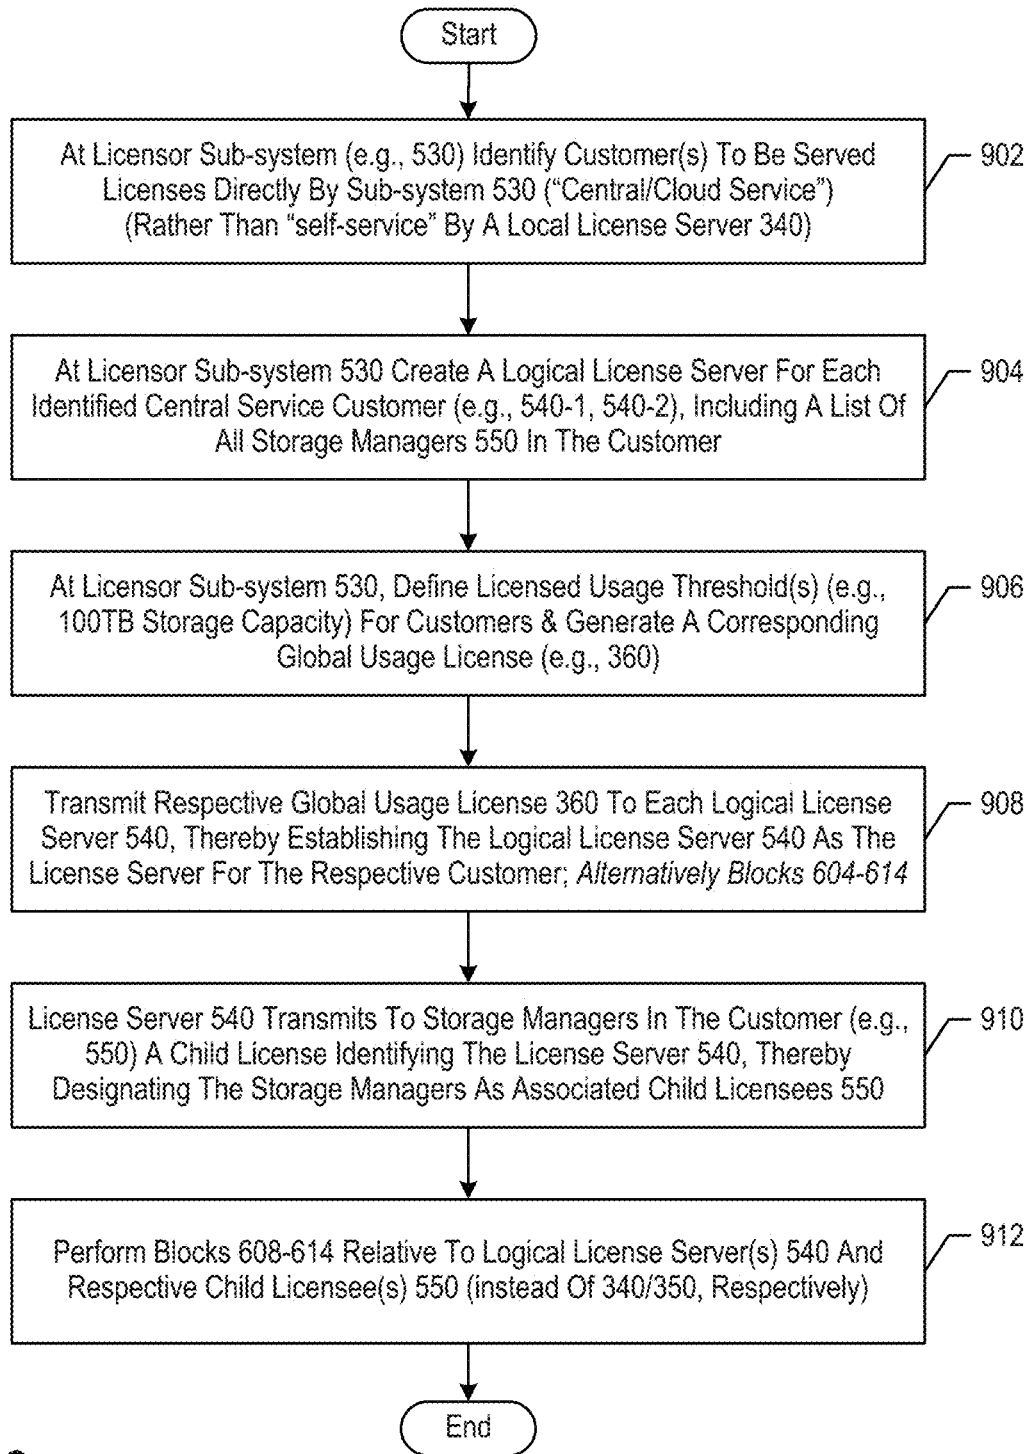 Start
At Licensor Sub-system (e.g., 530) Identify Customer(s) To Be Served
Licenses Directly By Sub-system 530 ("Central/Cloud Service")
(Rather Than "self-service" By A Local License Server 340)
902
At Licensor Sub-system 530 Create A Logical License Server For Each
Identified Central Service Customer (e.g., 540-1, 540-2), Including A List Of
All Storage Managers 550 In The Customer
904
At Licensor Sub-system 530, Define Licensed Usage Threshold(s) (e.g.,
100TB Storage Capacity) For Customers & Generate A Corresponding
Global Usage License (e.g., 360)
906
Transmit Respective Global Usage License 360 To Each Logical License
Server 540, Thereby Establishing The Logical License Server 540 As The
License Server For The Respective Customer; Alternatively Blocks 604-614
908
License Server 540 Transmits To Storage Managers In The Customer (e.g.,
550) A Child License Identifying The License Server 540, Thereby
Designating The Storage Managers As Associated Child Licensees 550
910
Perform Blocks 608-614 Relative To Logical License Server(s) 540 And
Respective Child Licensee(s) 550 (instead Of 340/350, Respectively)
912
End